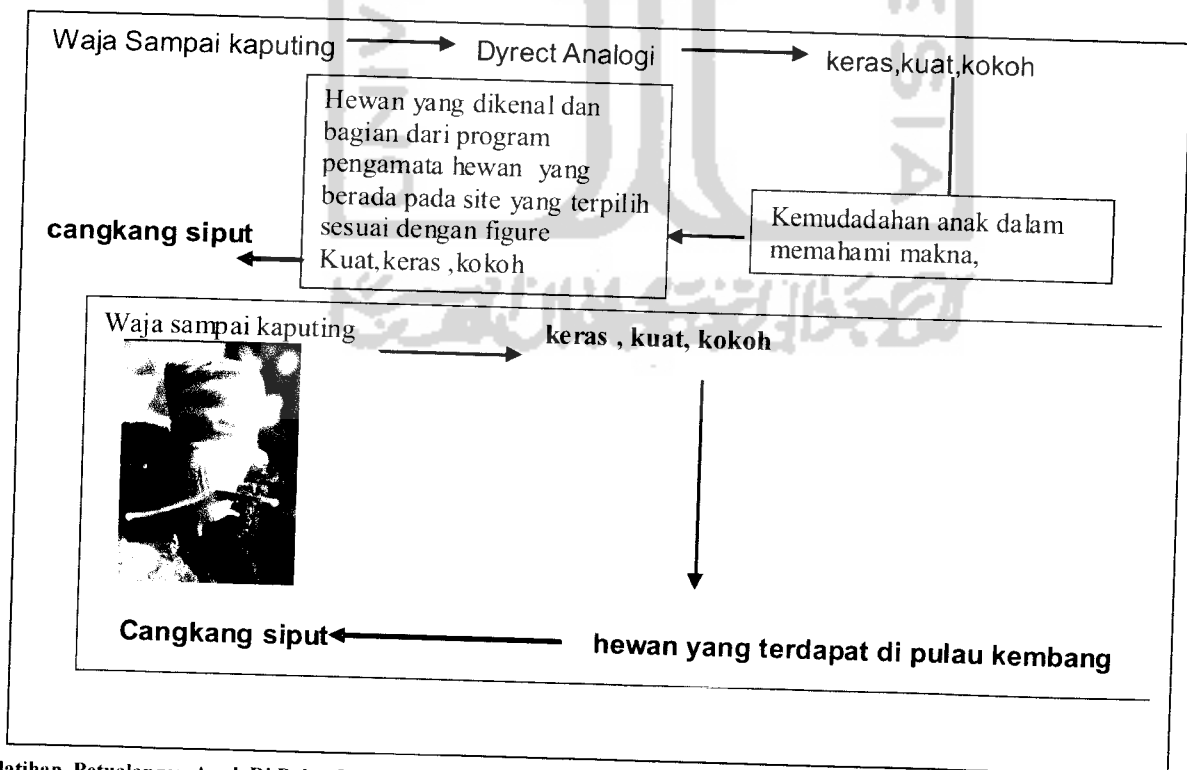 Waja Sampai kaputing
Dyrect Analogi
keras,kuat,kokoh
Hewan yang dikenal dan
bagian dari program
pengamata hewan yang
berada pada site yang terpilih
sesuai dengan figure
Kuat,keras ,kokoh
Kemudadahan anak dalam
memahami makna,
cangkang siput
Waja sampai kaputing
keras , kuat, kokoh
Cangkang siput
hewan yang terdapat di pulau kembang